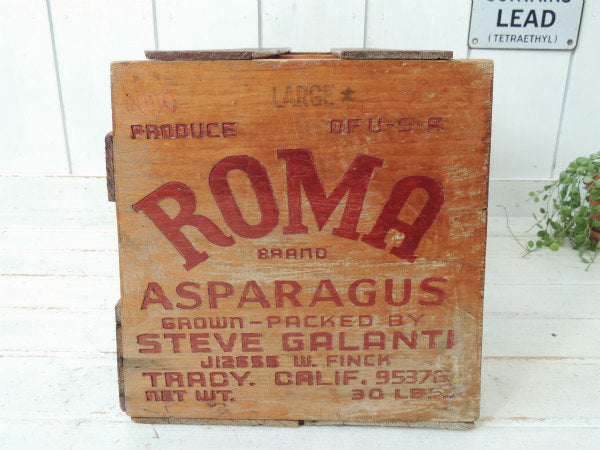 LEAD
(TETRAETHYL)
LARGE ★
PRODUCE OF U-S-A
ROMA
BRAND
ASPARAGUS
GROWN-PACKED BY
STEVE GALANTI
W. FINCK
TRACY. CALIF. 95376
NET WT. 30 LBS.